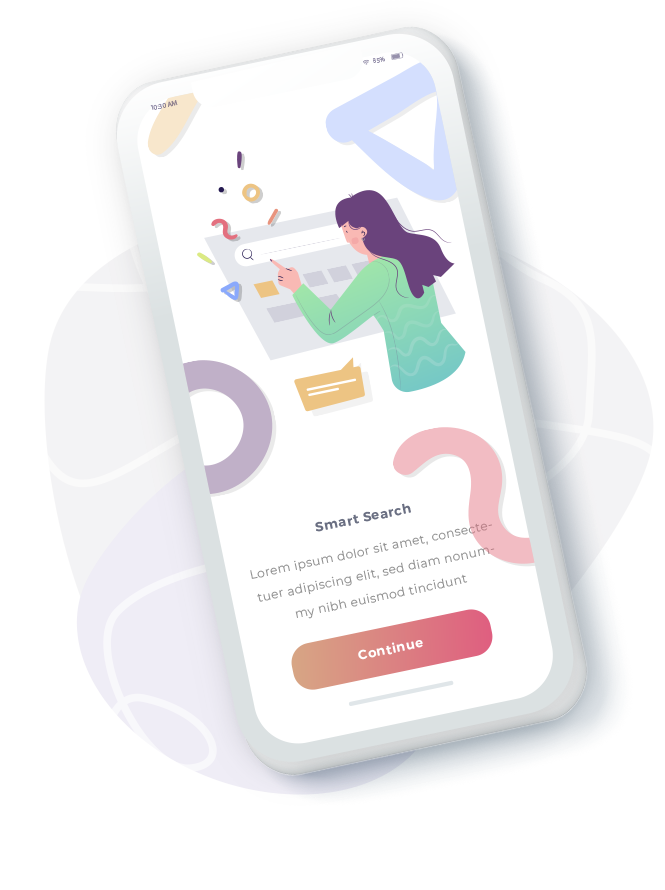 10:30 AM
95%
Smart Search
Lorem ipsum dolor sit amet, consecte-
tuer adipiscing elit, sed diam nonum-
my nibh euismod tincidunt
Continue